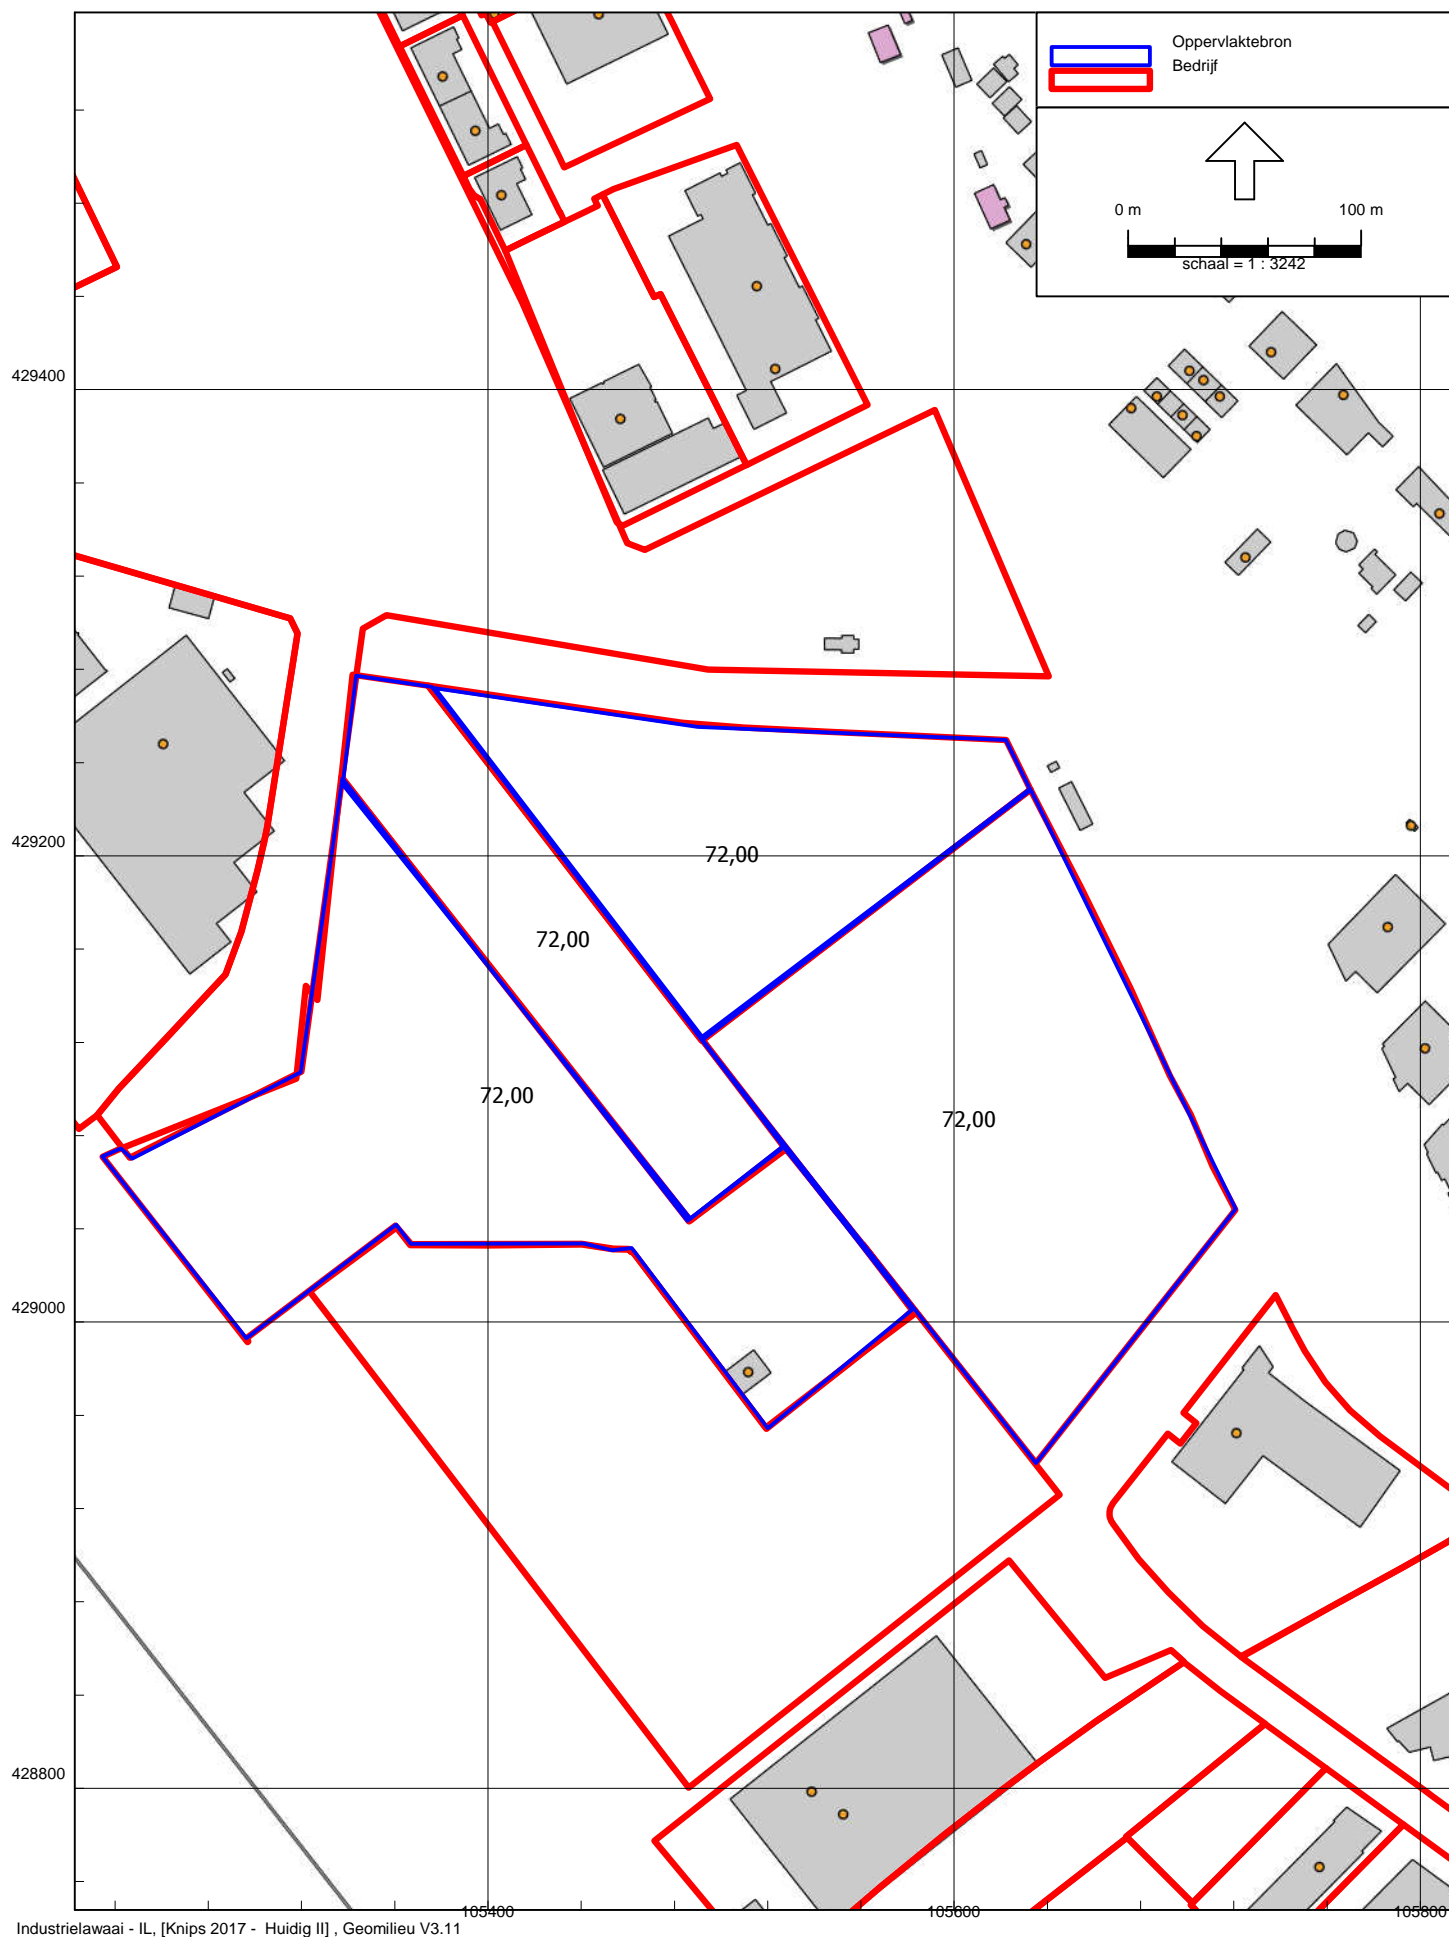 Oppervlaktebron
Bedrijf
0 m
100 m
schaal = 1 : 3242
429400
429200
72,00
72,00
72,00
72,00
429000
428800
105400
105600
105800
Industrielawaai - IL, [Knips 2017 - Huidig II] , Geomilieu V3.11